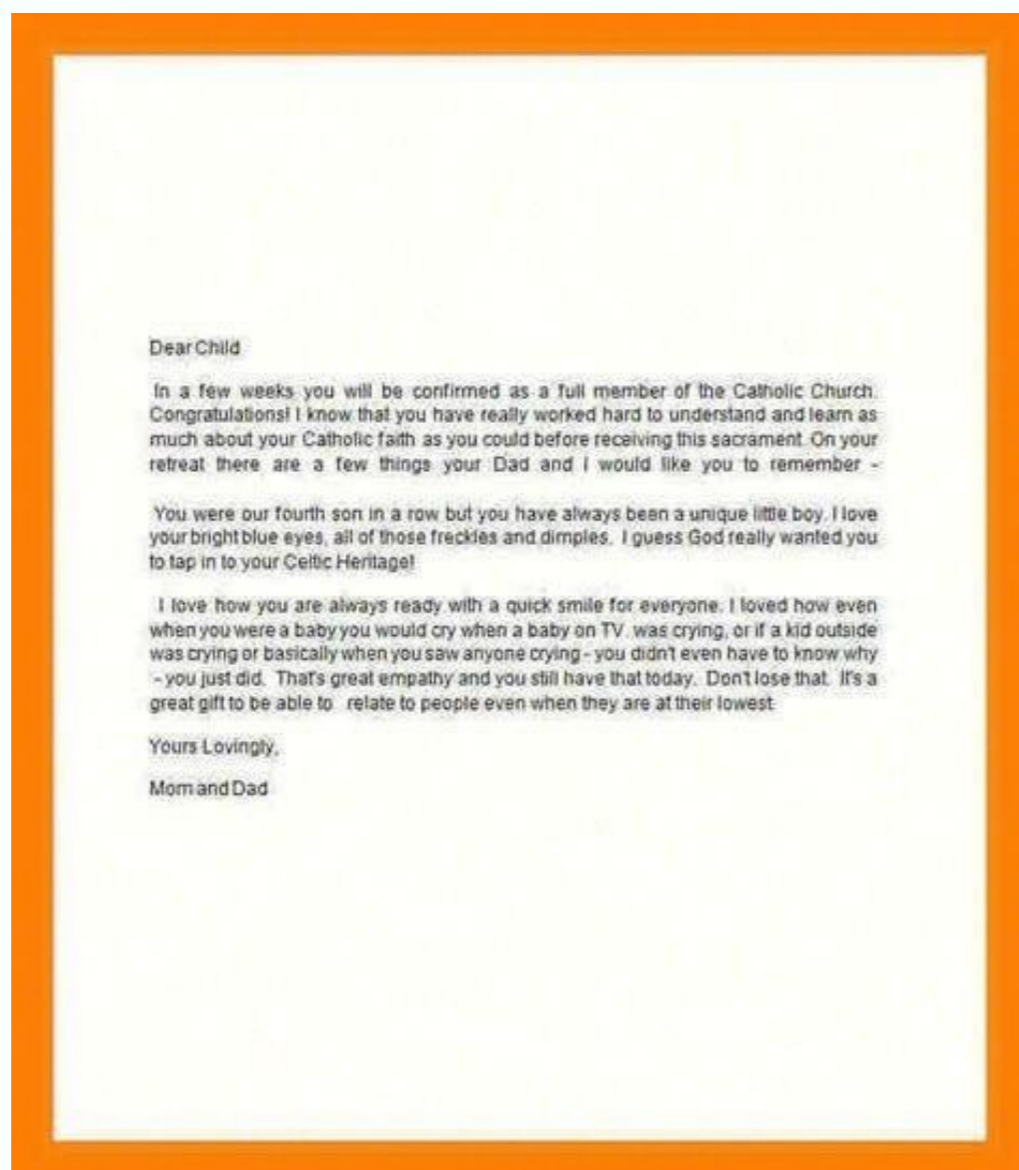 Dear Child
In a few weeks you will be confirmed as a full member of the Catholic Church.
Congratulations! I know that you have really worked hard to understand and learn as
much about your Catholic faith as you could before receiving this sacrament. On your
retreat there are a few things your Dad and I would like you to remember -
You were our fourth son in a row but you have always been a unique little boy. I love
your bright blue eyes, all of those freckles and dimples. I guess God really wanted you
to tap in to your Celtic Heritage!
I love how you are always ready with a quick smile for everyone. I loved how even
when you were a baby you would cry when a baby on TV. was crying, or if a kid outside
was crying or basically when you saw anyone crying - you didn't even have to know why
- you just did. That's great empathy and you still have that today. Don't lose that. It's a
great gift to be able to relate to people even when they are at their lowest.
Yours Lovingly,
Mom and Dad